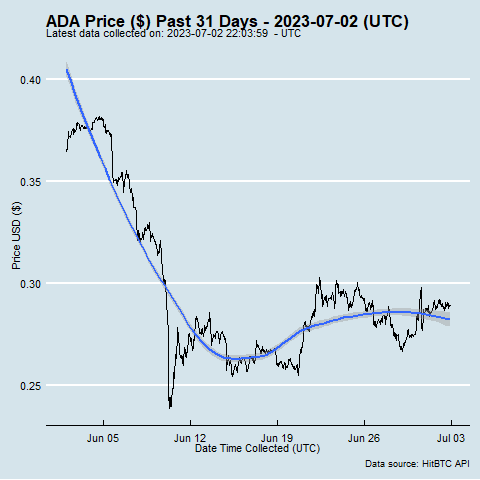 ADA Price ($) Past 31 Days - 2023-07-02 (UTC)
Latest data collected on: 2023-07-02 22:03:59 - UTC
0.40
0.35
0.30
0.25
Price USD ($)
Jun 05 Jun 12 Jun 19 Jun 26 Jul 03
Date Time Collected (UTC)
Data source: HitBTC API